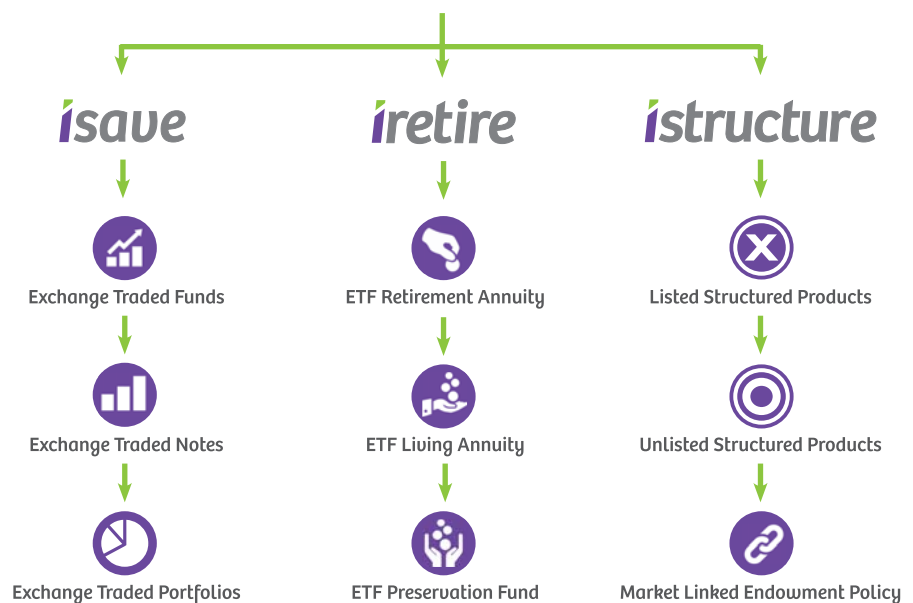 isave
iretire
istructure
Exchange Traded Funds
ETF Retirement Annuity
Listed Structured Products
Exchange Traded Notes
ETF Living Annuity
Unlisted Structured Products
Exchange Traded Portfolios
ETF Preservation Fund
Market Linked Endowment Policy